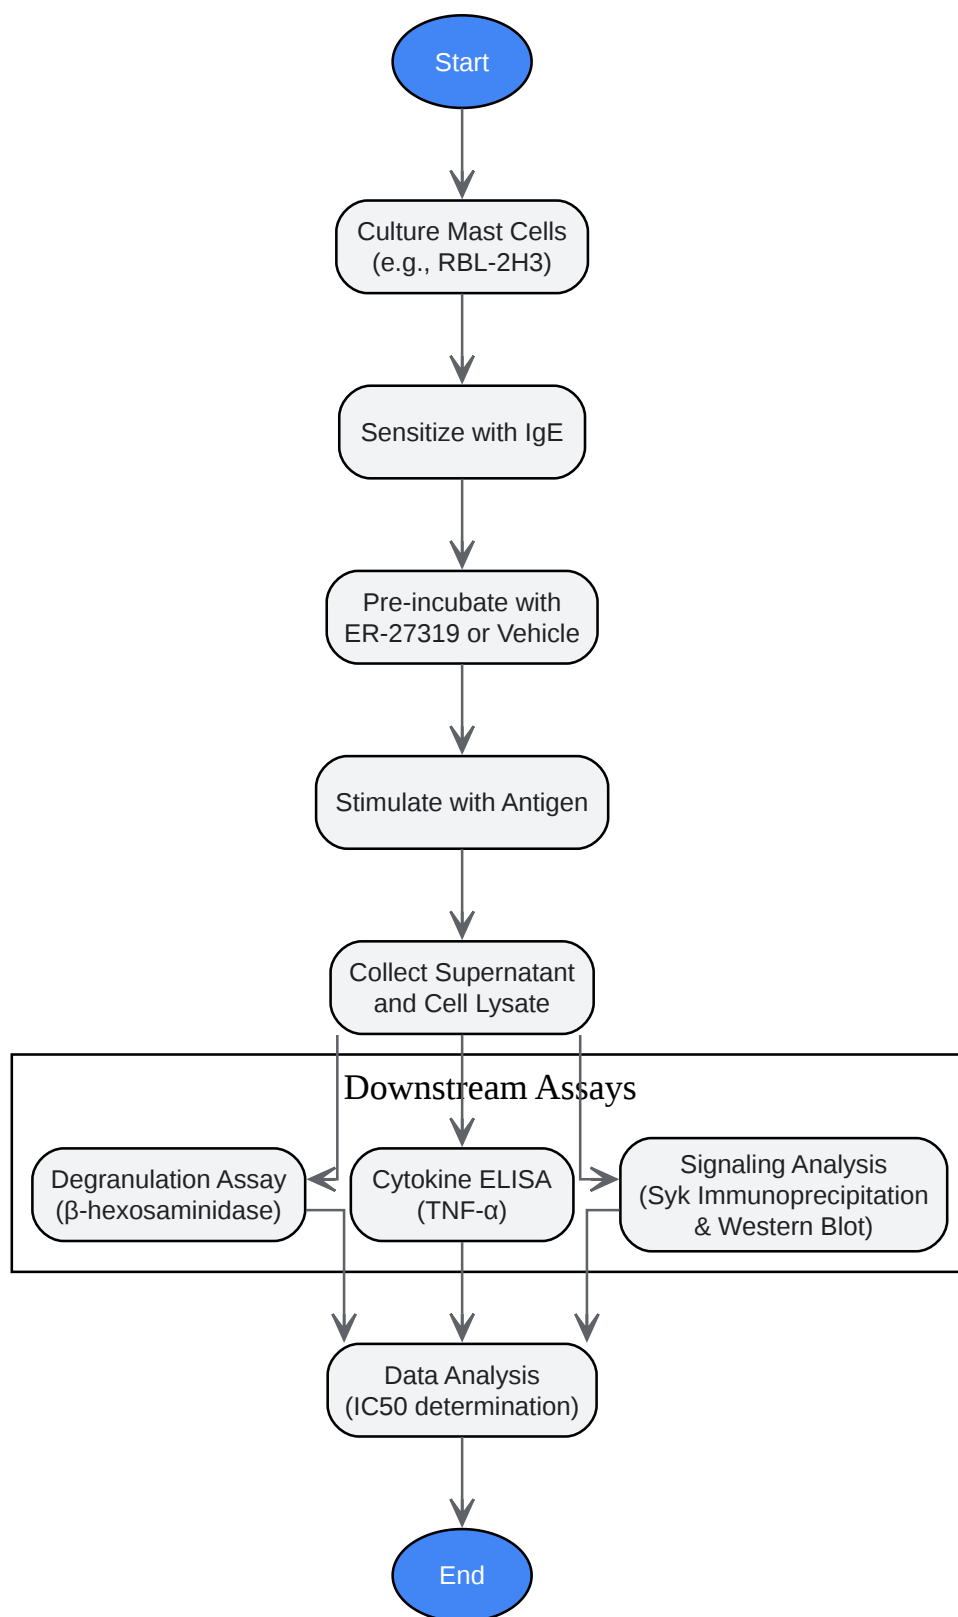 Start
Culture Mast Cells
(e.g., RBL-2H3)
Sensitize with IgE
Pre-incubate with
ER-27319 or Vehicle
Stimulate with Antigen
Collect Supernatant
and Cell Lysate
Downstream Assays
Degranulation Assay
(β-hexosaminidase)
Cytokine ELISA
(TNF-α)
Signaling Analysis
(Syk Immunoprecipitation
& Western Blot)
Data Analysis
(IC50 determination)
End